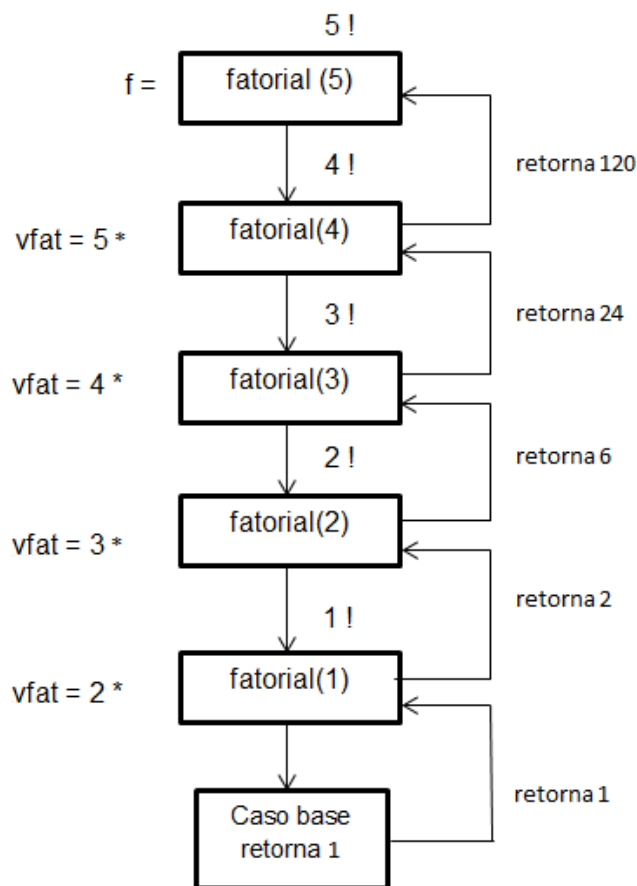 5 !
f = fatorial (5)
4 ! retorna 120
vfat = 5 * fatorial(4)
3 ! retorna 24
vfat = 4 * fatorial(3)
2 ! retorna 6
vfat = 3 * fatorial(2)
1 ! retorna 2
vfat = 2 * fatorial(1)
retorna 1
Caso base
retorna 1